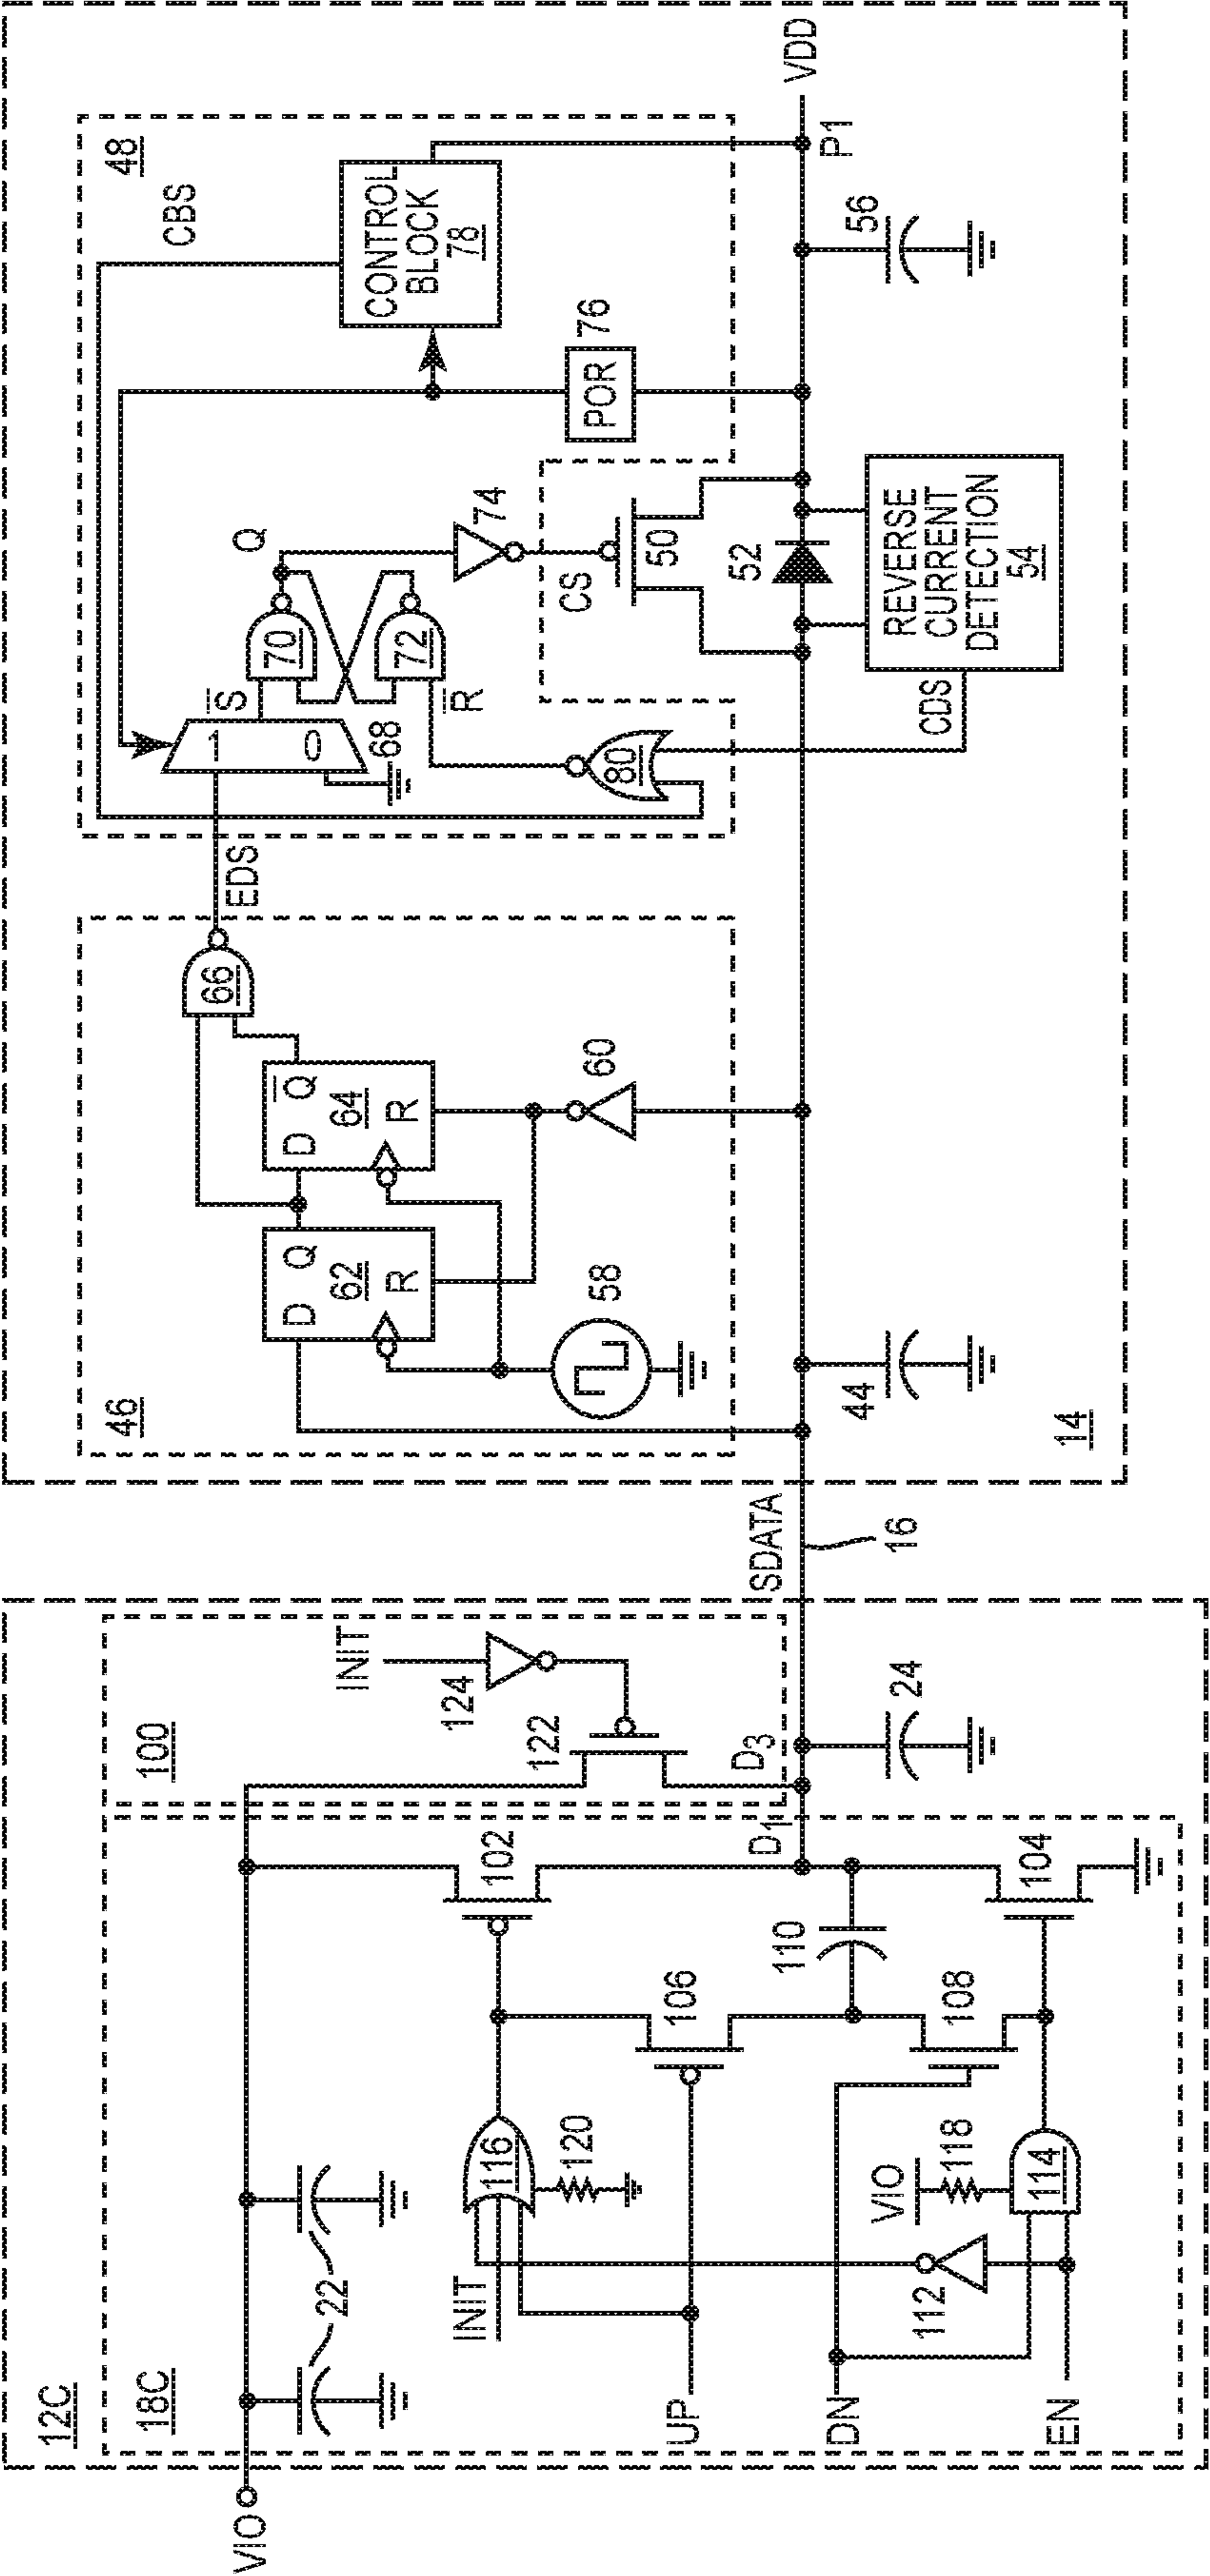 12C
18C
VIO
22
INIT
116
120
UP
DN
EN
112
VIO
118
114
106
108
110
102
104
D1
100
INIT
124
122
D3
24
SDATA
16
14
46
44
58
D
Q
62
R
D
Q̅
64
R
60
66
EDS
48
CBS
1
0
68
S̅
R̅
70
72
Q
74
80
CDS
CS
50
52
REVERSE
CURRENT
DETECTION
54
POR
76
CONTROL
BLOCK
78
56
P1
VDD